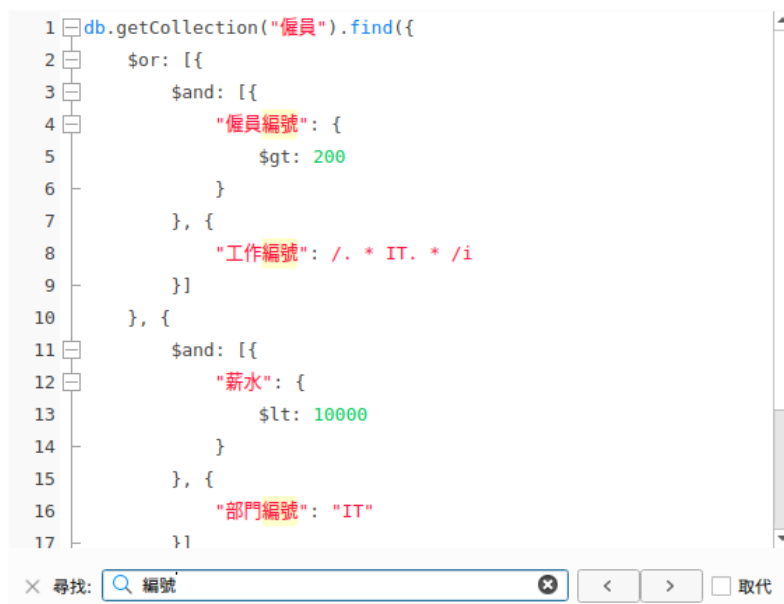 1 db.getCollection("僱員").find({
2 $or: [{
3 $and: [{
4 "僱員編號": {
5 $gt: 200
6 }
7 }, {
8 "工作編號": /. * IT. * /i
9 }]
10 }, {
11 $and: [{
12 "薪水": {
13 $lt: 10000
14 }
15 }, {
16 "部門編號": "IT"
17 }]
尋找: 編號 < > 取代